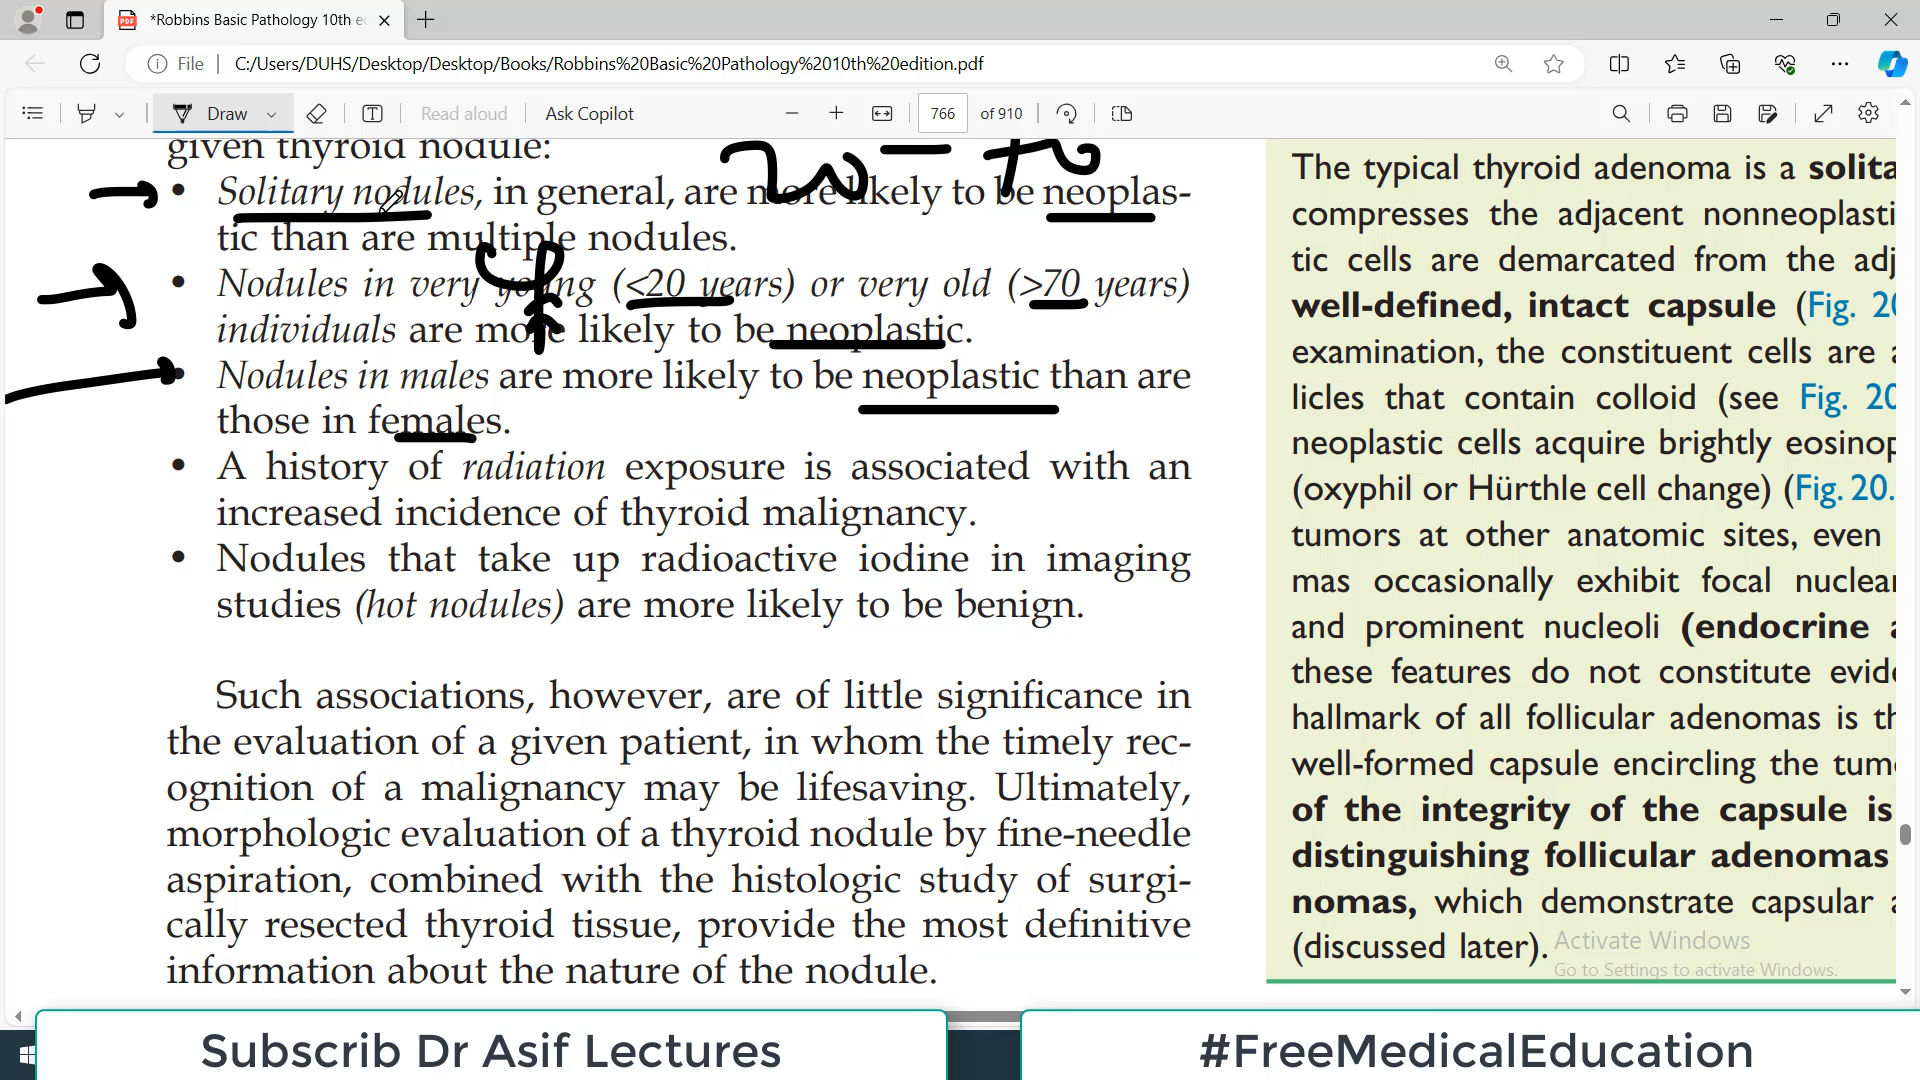 *Robbins Basic Pathology 10th e
File
C:/Users/DUHS/Desktop/Desktop/Books/Robbins%20Basic%20Pathology%2010th%20edition.pdf
Draw
Read aloud
Ask Copilot
766 of 910
given thyroid nodule:
• Solitary nodules, in general, are more likely to be neoplas-
tic than are multiple nodules.
• Nodules in very young (<20 years) or very old (>70 years)
individuals are more likely to be neoplastic.
• Nodules in males are more likely to be neoplastic than are
those in females.
• A history of radiation exposure is associated with an
increased incidence of thyroid malignancy.
• Nodules that take up radioactive iodine in imaging
studies (hot nodules) are more likely to be benign.
Such associations, however, are of little significance in
the evaluation of a given patient, in whom the timely rec-
ognition of a malignancy may be lifesaving. Ultimately,
morphologic evaluation of a thyroid nodule by fine-needle
aspiration, combined with the histologic study of surgi-
cally resected thyroid tissue, provide the most definitive
information about the nature of the nodule.
The typical thyroid adenoma is a solita
compresses the adjacent nonneoplasti
tic cells are demarcated from the adj
well-defined, intact capsule (Fig. 20
examination, the constituent cells are a
licles that contain colloid (see Fig. 20
neoplastic cells acquire brightly eosinop
(oxyphil or Hürthle cell change) (Fig. 20.
tumors at other anatomic sites, even
mas occasionally exhibit focal nuclear
and prominent nucleoli (endocrine a
these features do not constitute evide
hallmark of all follicular adenomas is th
well-formed capsule encircling the tum
of the integrity of the capsule is
distinguishing follicular adenomas
nomas, which demonstrate capsular a
(discussed later).
Activate Windows
Go to Settings to activate Windows.
Subscrib Dr Asif Lectures
#FreeMedicalEducation